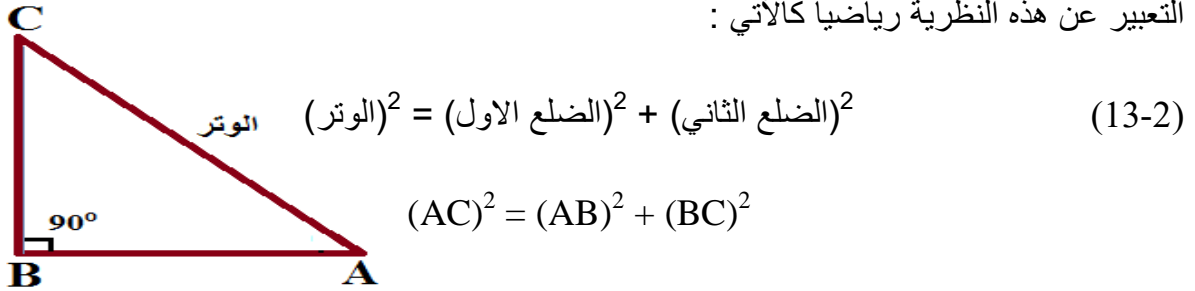 التعبير عن هذه النظرية رياضيا كالاتي :
C
(الوتر)² = (الضلع الاول)² + (الضلع الثاني)² (13-2)
الوتر
(AC)² = (AB)² + (BC)²
90°
B A